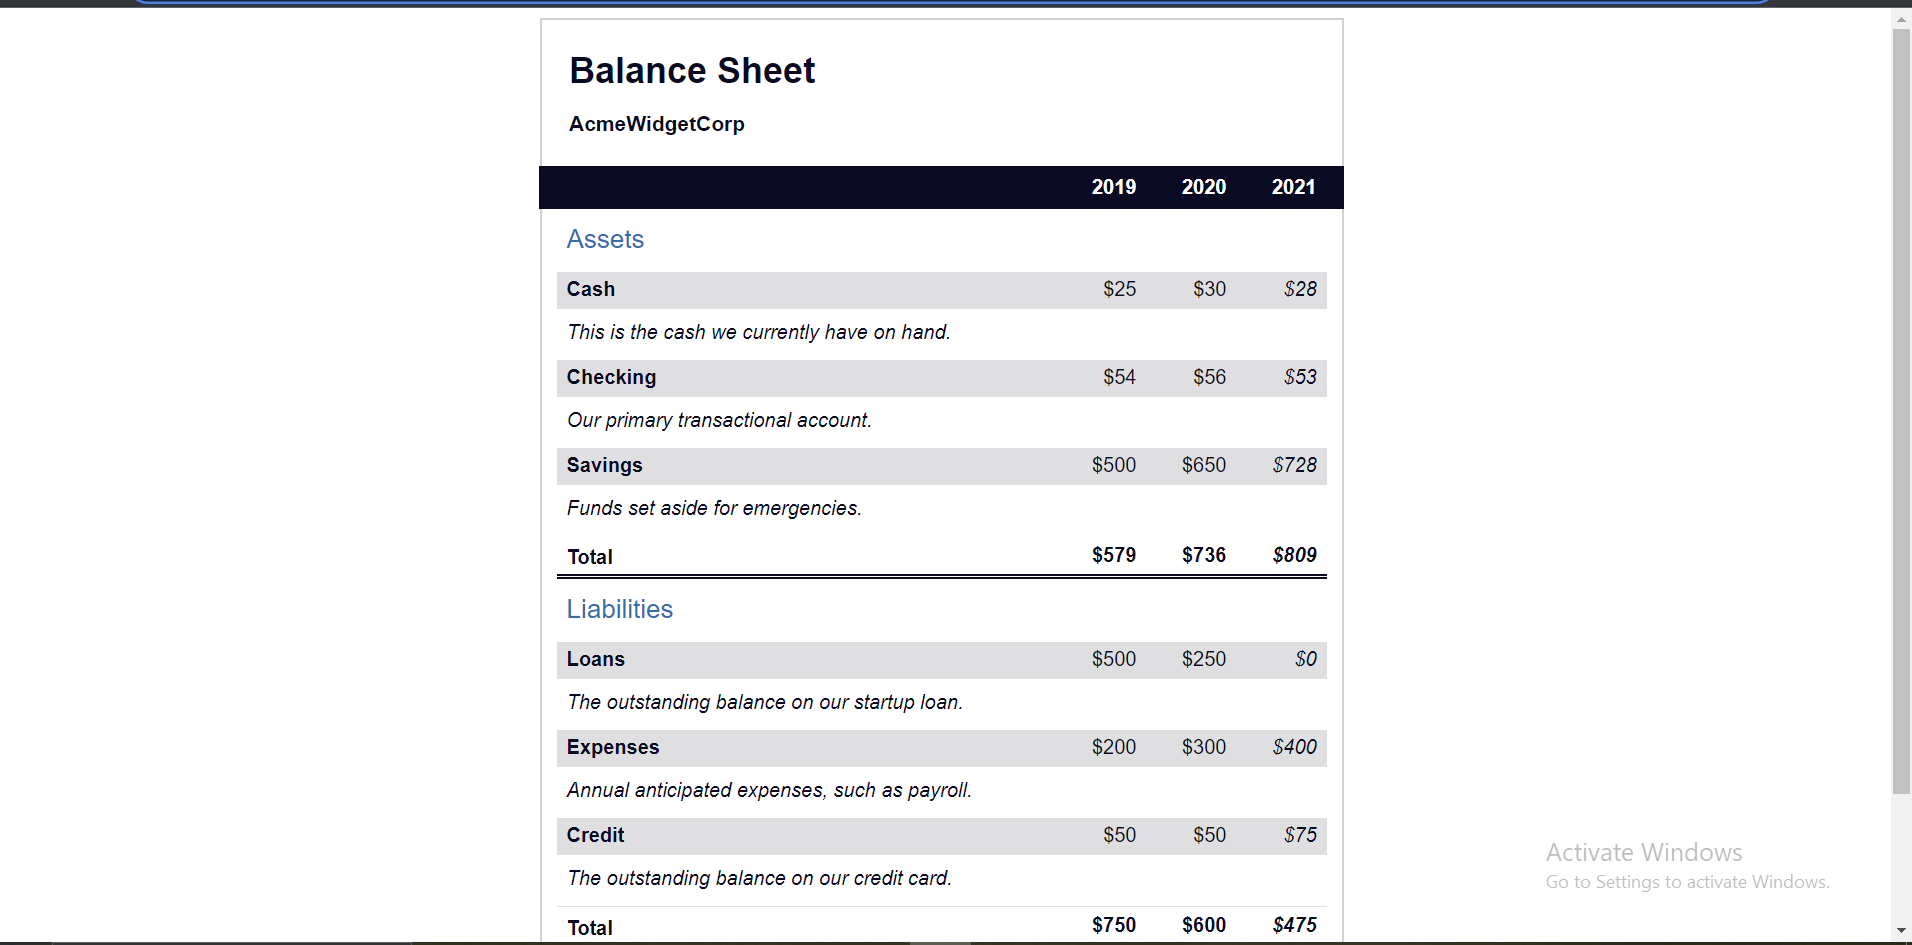 Balance Sheet
AcmeWidgetCorp
2019 2020 2021
Assets
Cash $25 $30 $28
This is the cash we currently have on hand.
Checking $54 $56 $53
Our primary transactional account.
Savings $500 $650 $728
Funds set aside for emergencies.
Total $579 $736 $809
Liabilities
Loans $500 $250 $0
The outstanding balance on our startup loan.
Expenses $200 $300 $400
Annual anticipated expenses, such as payroll.
Credit $50 $50 $75
The outstanding balance on our credit card.
Total $750 $600 $475
Activate Windows
Go to Settings to activate Windows.